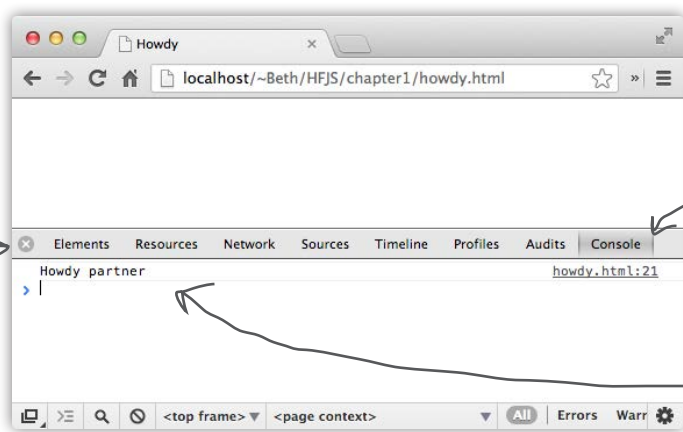 Howdy
localhost/~Beth/HFJS/chapter1/howdy.html
»
Elements Resources Network Sources Timeline Profiles Audits Console
Howdy partner howdy.html:21
>
<top frame> <page context> All Errors Warr